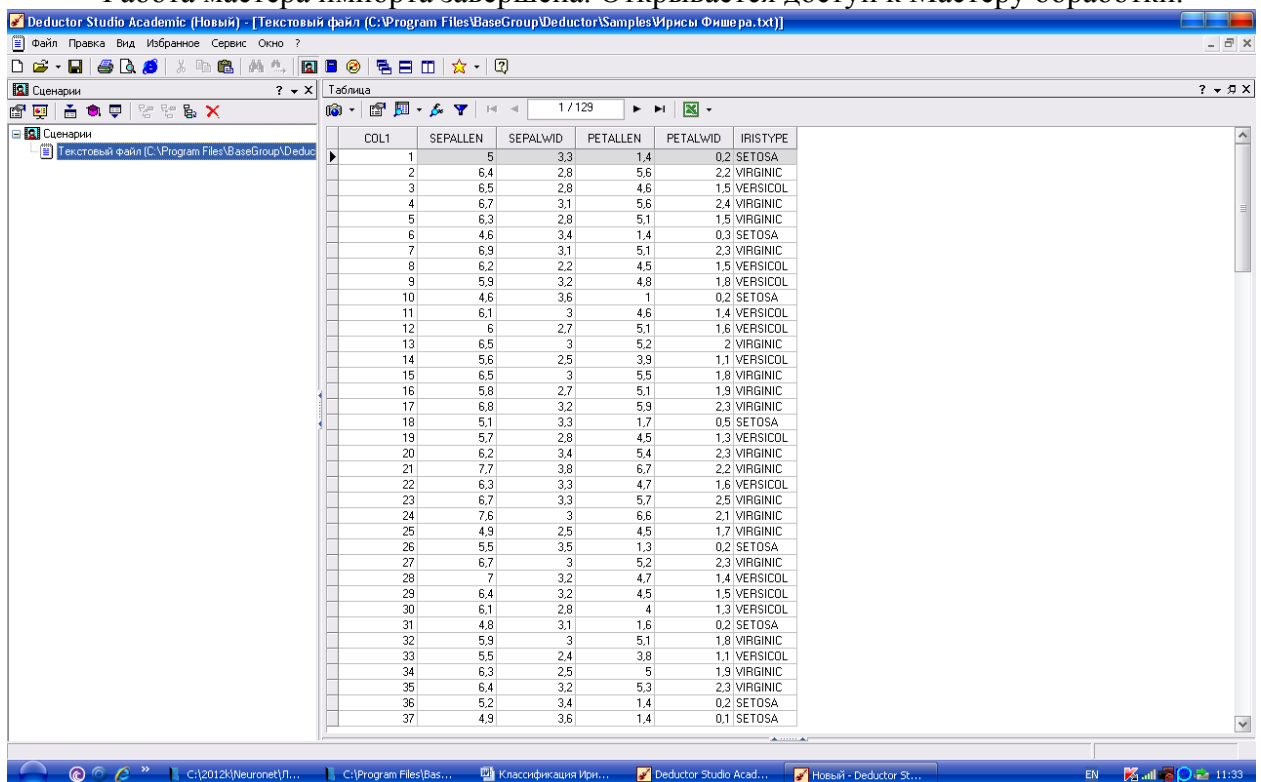 Работа мастера импорта завершена. Открывается доступ к Мастеру обработки.
Deductor Studio Academic (Новый) - [Текстовый файл (C:\Program Files\BaseGroup\Deductor\Samples\Ирисы Фишера.txt)]
Файл Правка Вид Избранное Сервис Окно ?
Сценарии
Таблица
1 / 129
Сценарии
Текстовый файл (C:\Program Files\BaseGroup\Deduc
COL1 SEPALLEN SEPALWID PETALLEN PETALWID IRISTYPE
1 5 3,3 1,4 0,2 SETOSA
2 6,4 2,8 5,6 2,2 VIRGINIC
3 6,5 2,8 4,6 1,5 VERSICOL
4 6,7 3,1 5,6 2,4 VIRGINIC
5 6,3 2,8 5,1 1,5 VIRGINIC
6 4,6 3,4 1,4 0,3 SETOSA
7 6,9 3,1 5,1 2,3 VIRGINIC
8 6,2 2,2 4,5 1,5 VERSICOL
9 5,9 3,2 4,8 1,8 VERSICOL
10 4,6 3,6 1 0,2 SETOSA
11 6,1 3 4,6 1,4 VERSICOL
12 6 2,7 5,1 1,6 VERSICOL
13 6,5 3 5,2 2 VIRGINIC
14 5,6 2,5 3,9 1,1 VERSICOL
15 6,5 3 5,5 1,8 VIRGINIC
16 5,8 2,7 5,1 1,9 VIRGINIC
17 6,8 3,2 5,9 2,3 VIRGINIC
18 5,1 3,3 1,7 0,5 SETOSA
19 5,7 2,8 4,5 1,3 VERSICOL
20 6,2 3,4 5,4 2,3 VIRGINIC
21 7,7 3,8 6,7 2,2 VIRGINIC
22 6,3 3,3 4,7 1,6 VERSICOL
23 6,7 3,3 5,7 2,5 VIRGINIC
24 7,6 3 6,6 2,1 VIRGINIC
25 4,9 2,5 4,5 1,7 VIRGINIC
26 5,5 3,5 1,3 0,2 SETOSA
27 6,7 3 5,2 2,3 VIRGINIC
28 7 3,2 4,7 1,4 VERSICOL
29 6,4 3,2 4,5 1,5 VERSICOL
30 6,1 2,8 4 1,3 VERSICOL
31 4,8 3,1 1,6 0,2 SETOSA
32 5,9 3 5,1 1,8 VIRGINIC
33 5,5 2,4 3,8 1,1 VERSICOL
34 6,3 2,5 5 1,9 VIRGINIC
35 6,4 3,2 5,3 2,3 VIRGINIC
36 5,2 3,4 1,4 0,2 SETOSA
37 4,9 3,6 1,4 0,1 SETOSA
C:\2012k\Neuronet\Л... C:\Program Files\Bas... Классификация Ири... Deductor Studio Acad... Новый - Deductor St... EN 11:33